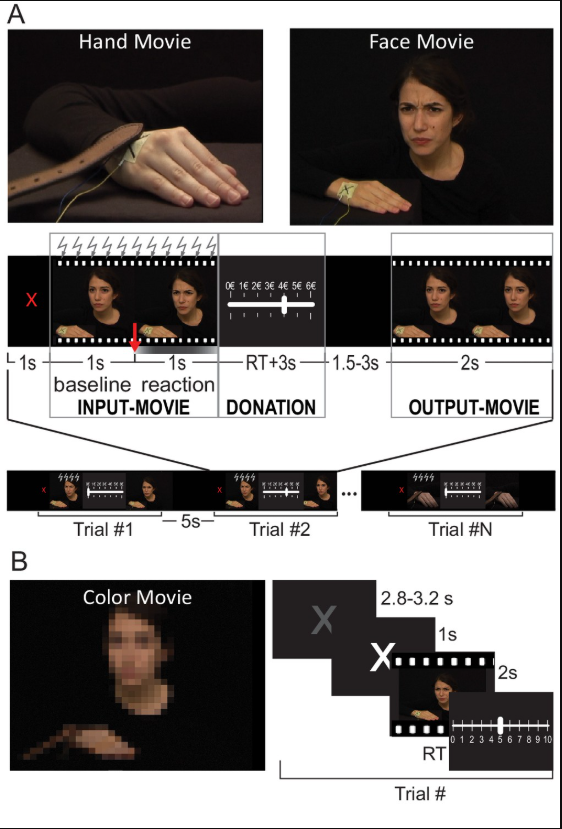 A
Hand Movie
Face Movie
X
0€ 1€ 2€ 3€ 4€ 5€ 6€
1s
1s
1s
RT+3s
1.5-3s
2s
baseline
reaction
INPUT-MOVIE
DONATION
OUTPUT-MOVIE
Trial #1
5s
Trial #2
...
Trial #N
B
Color Movie
X
2.8-3.2 s
X
1s
2s
0 1 2 3 4 5 6 7 8 9 10
RT
Trial #